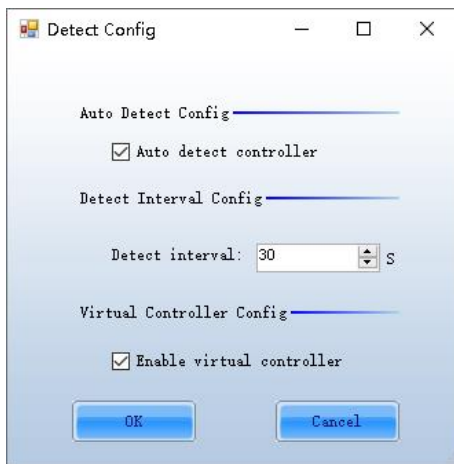 Detect Config
Auto Detect Config
Auto detect controller
Detect Interval Config
Detect interval: 30 S
Virtual Controller Config
Enable virtual controller
OK Cancel